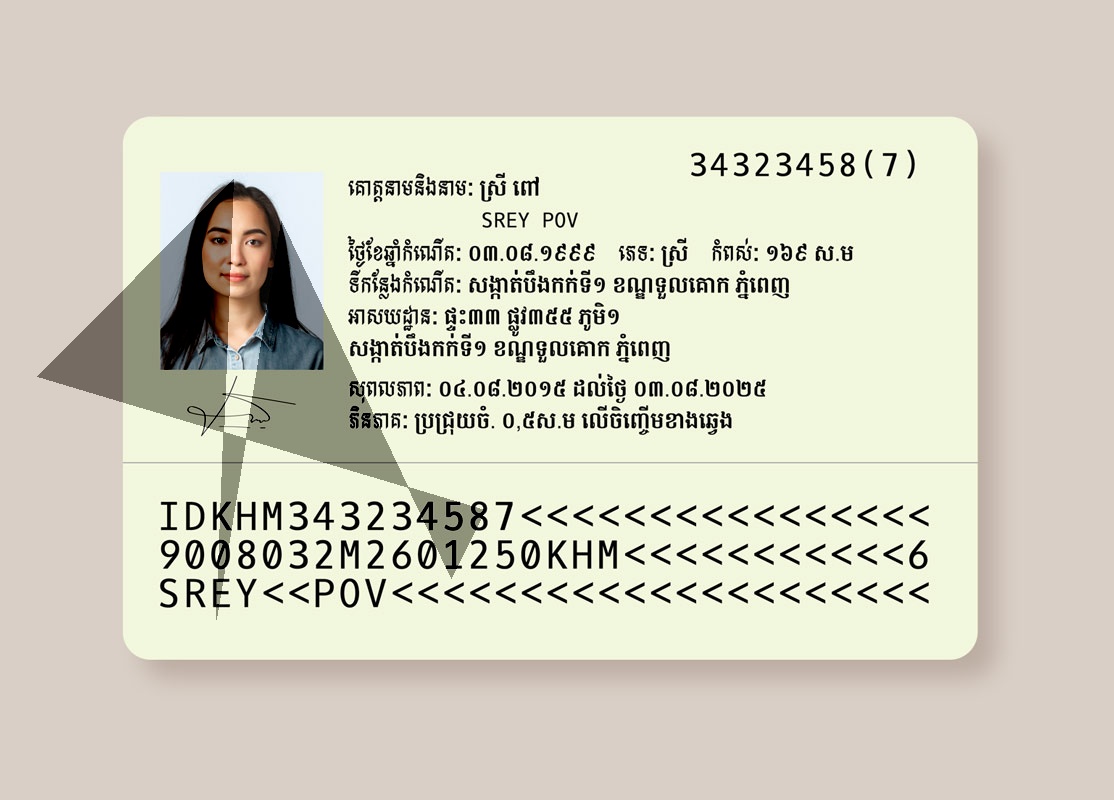 34323458(7)
គោត្តនាមនិងនាម: ស្រី ពៅ
SREY POV
ថ្ងៃខែឆ្នាំកំណើត: ០៣.០៨.១៩៩៩ ភេទ: ស្រី កំពស់: ១៦៩ ស.ម
ទីកន្លែងកំណើត: សង្កាត់បឹងកក់ទី១ ខណ្ឌទួលគោក ភ្នំពេញ
អាសយដ្ឋាន: ផ្ទះ៣៣ ផ្លូវ៣៥៥ ភូមិ១
សង្កាត់បឹងកក់ទី១ ខណ្ឌទួលគោក ភ្នំពេញ
សុពលភាព: ០៤.០៨.២០១៥ ដល់ថ្ងៃ ០៣.០៨.២០២៥
ភិនភាគ: ប្រជ្រុយចំ. ០,៥ស.ម លើចិញ្ចើមខាងឆ្វេង
IDKHM343234587<<<<<<<<<<<<<<<<
9008032M2601250KHM<<<<<<<<<<<6
SREY<<POV<<<<<<<<<<<<<<<<<<<<<